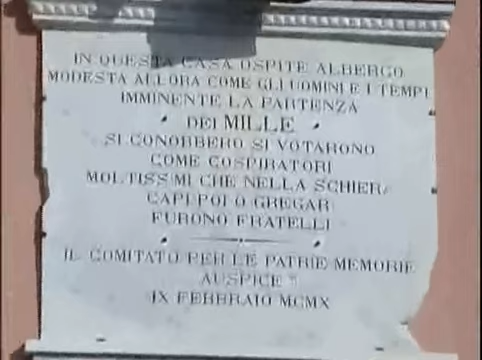 IN QUESTA CASA OSPITE ALBERGO
MODESTA ALLORA COME GLI UOMINI E I TEMPI
IMMINENTE LA PARTENZA
DEI MILLE
SI CONOBBERO SI VOTARONO
COME COSPIRATORI
MOLTISSIMI CHE NELLA SCHIER
CAPI POI O GREGAR
FURONO FRATELLI
IL COMITATO PER LE PATRIE MEMORIE
AUSPICE
IX FEBBRAIO MCMX